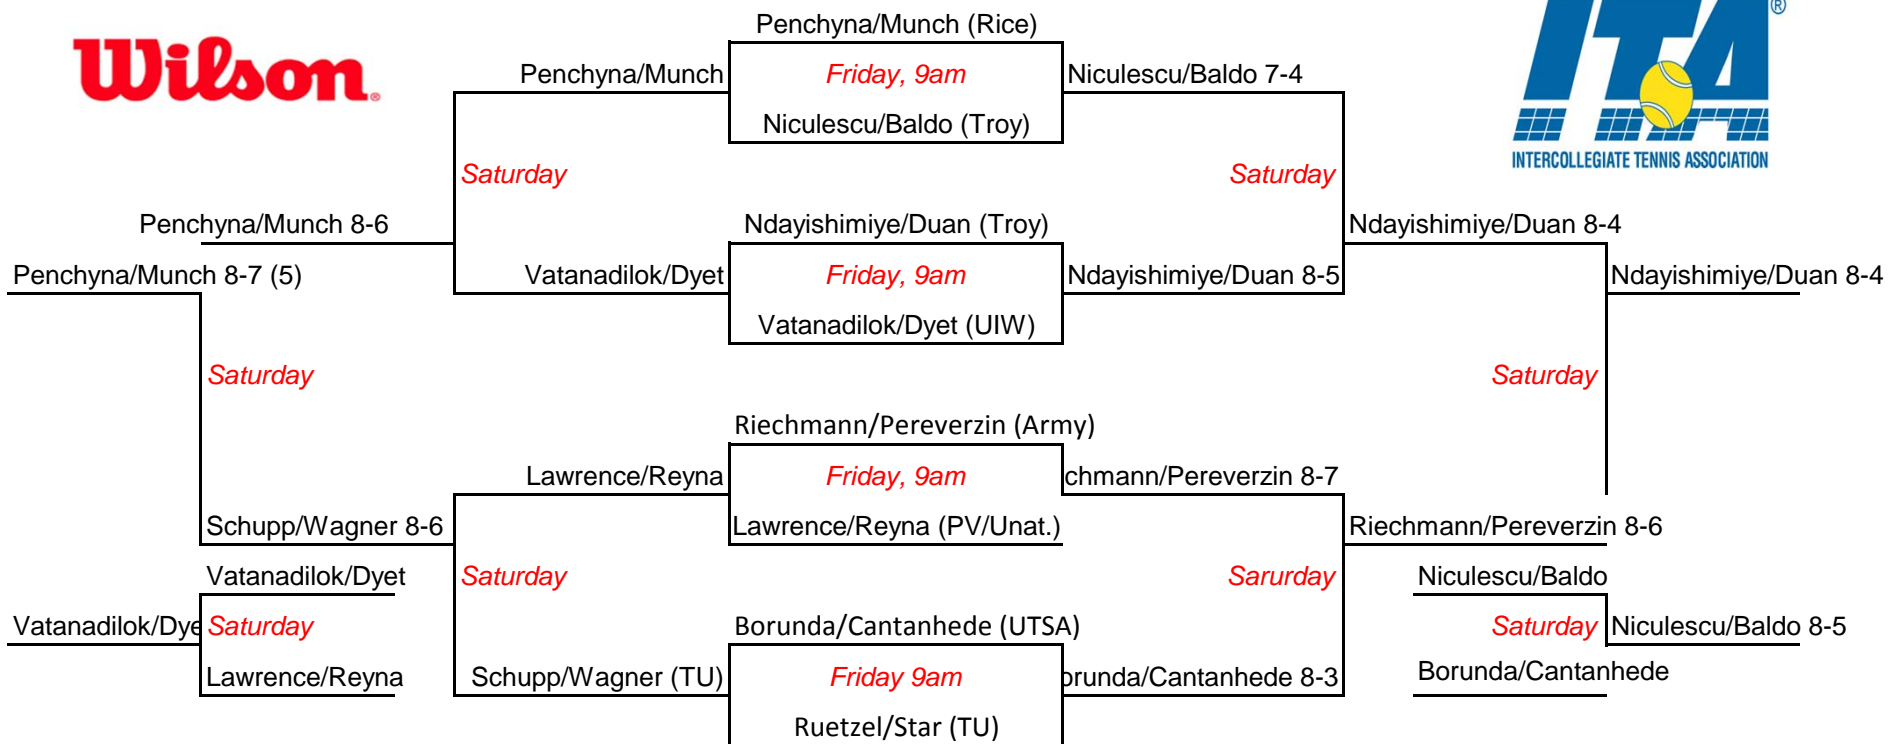 Penchyna/Munch (Rice)
®
Wilson.
Penchyna/Munch
Friday, 9am
Niculescu/Baldo 7-4
ITA
Niculescu/Baldo (Troy)
INTERCOLLEGIATE TENNIS ASSOCIATION
Saturday
Saturday
Penchyna/Munch 8-6
Ndayishimiye/Duan (Troy)
Ndayishimiye/Duan 8-4
Penchyna/Munch 8-7 (5)
Vatanadilok/Dyet
Friday, 9am
Ndayishimiye/Duan 8-5
Ndayishimiye/Duan 8-4
Vatanadilok/Dyet (UIW)
Saturday
Saturday
Riechmann/Pereverzin (Army)
Lawrence/Reyna
Friday, 9am
chmann/Pereverzin 8-7
Schupp/Wagner 8-6
Lawrence/Reyna (PV/Unat.)
Riechmann/Pereverzin 8-6
Vatanadilok/Dyet
Saturday
Sarurday
Niculescu/Baldo
Vatanadilok/Dye
Saturday
Borunda/Cantanhede (UTSA)
Saturday
Niculescu/Baldo 8-5
Lawrence/Reyna
Schupp/Wagner (TU)
Friday 9am
orunda/Cantanhede 8-3
Borunda/Cantanhede
Ruetzel/Star (TU)